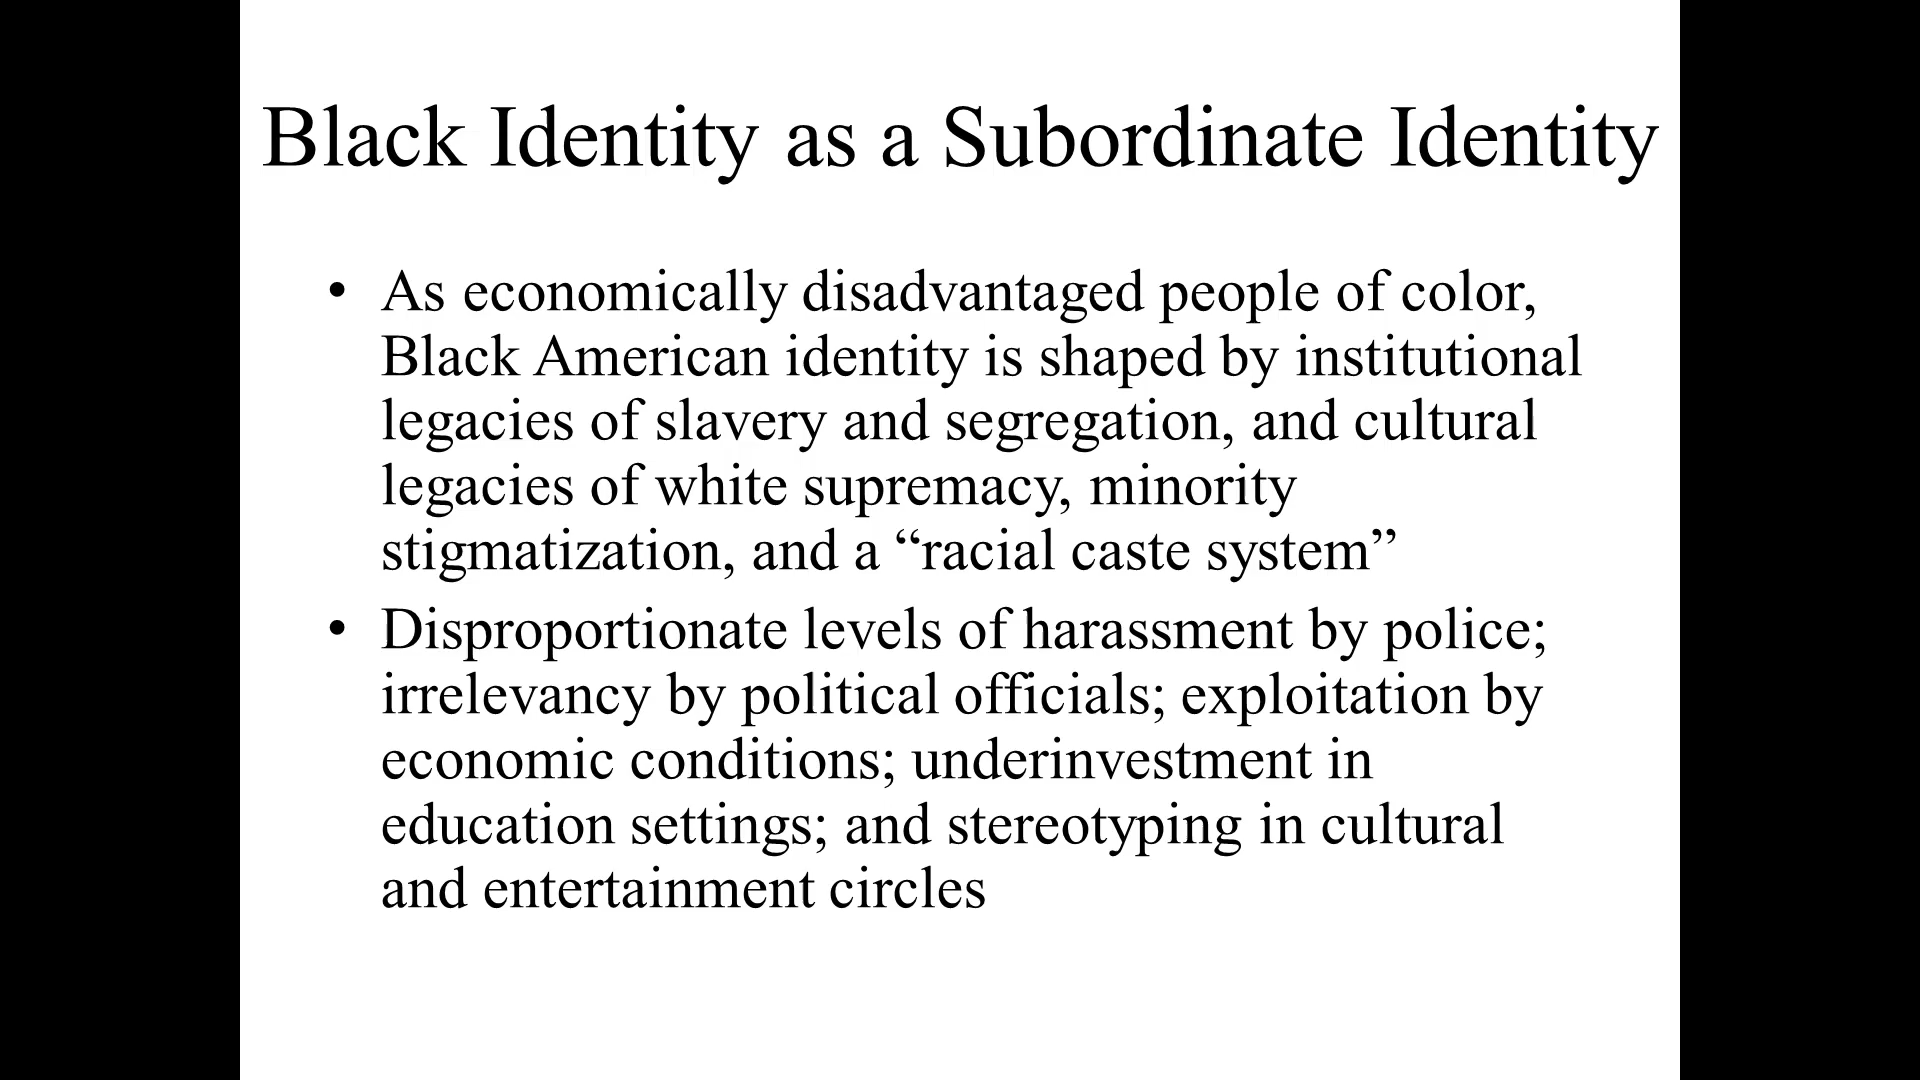 Black Identity as a Subordinate Identity
• As economically disadvantaged people of color,
Black American identity is shaped by institutional
legacies of slavery and segregation, and cultural
legacies of white supremacy, minority
stigmatization, and a “racial caste system”
• Disproportionate levels of harassment by police;
irrelevancy by political officials; exploitation by
economic conditions; underinvestment in
education settings; and stereotyping in cultural
and entertainment circles